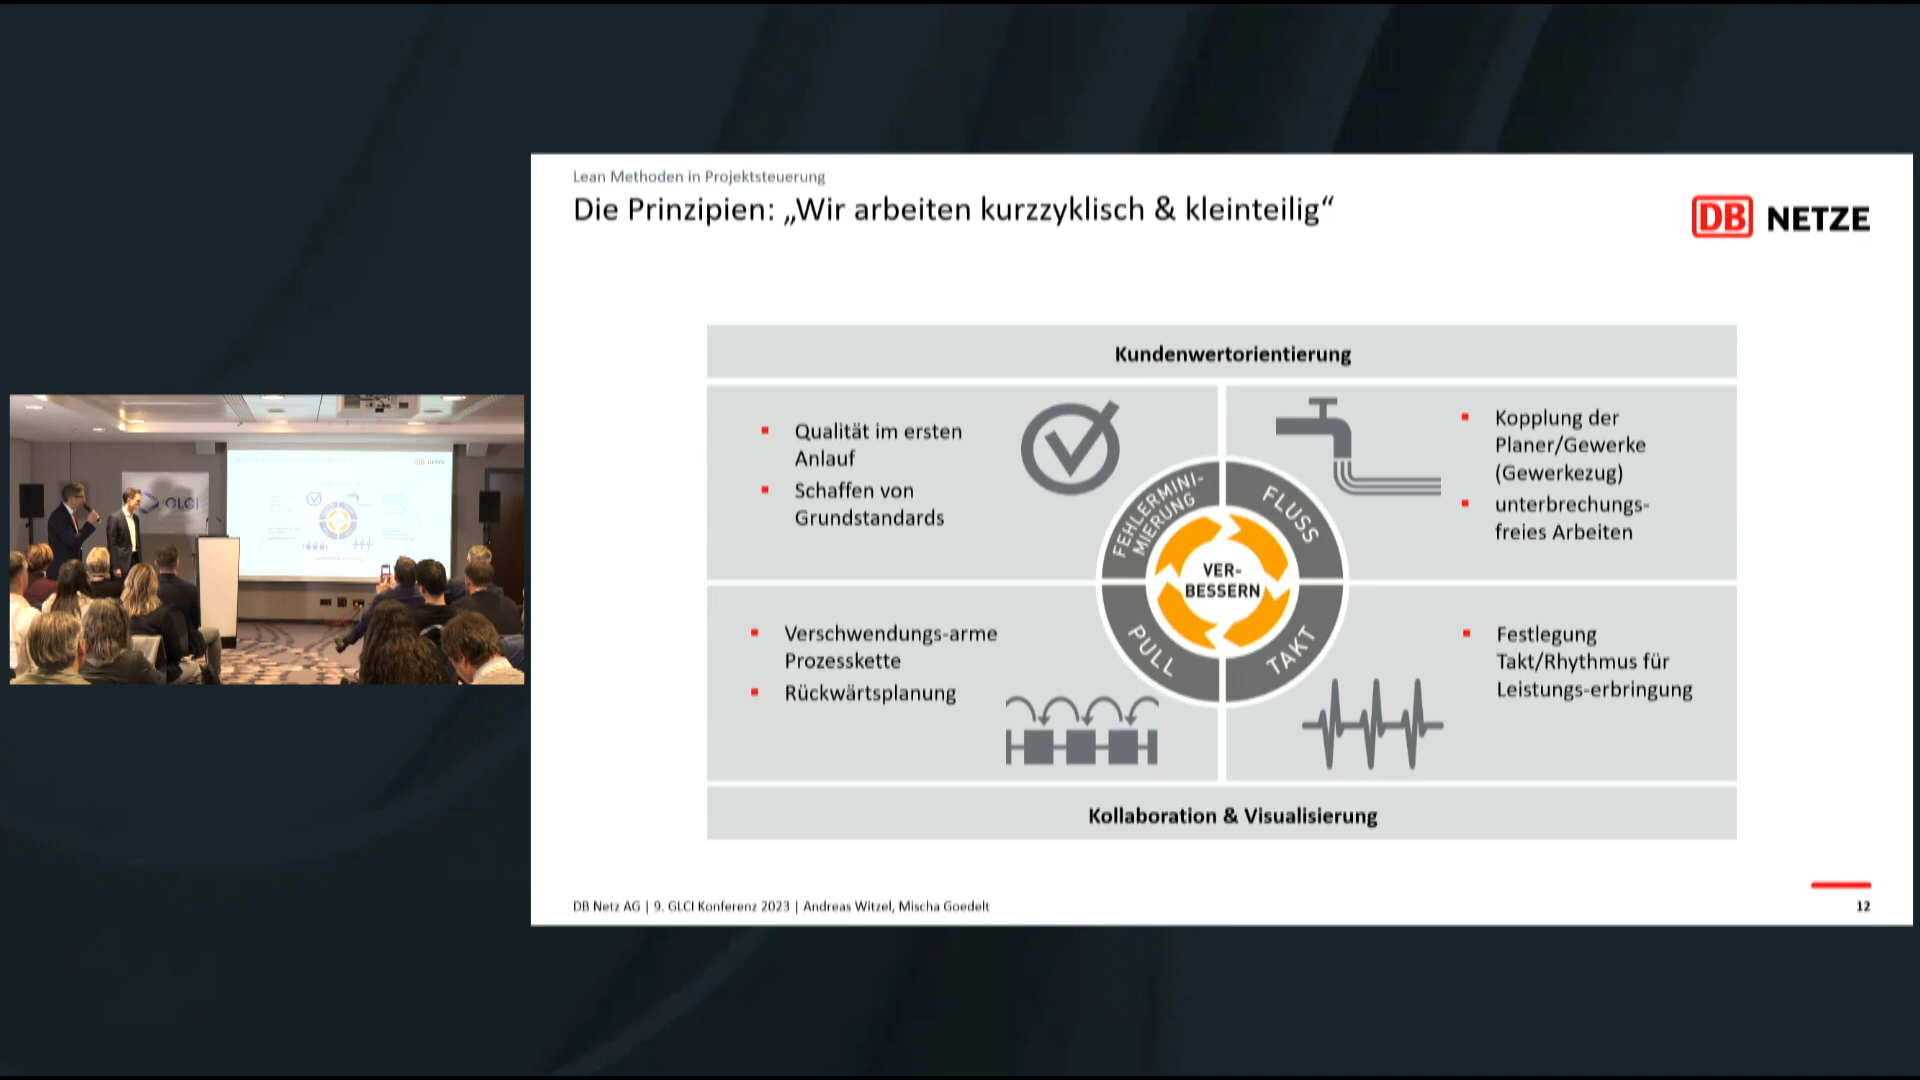 Lean Methoden in Projektsteuerung
Die Prinzipien: „Wir arbeiten kurzzyklisch & kleinteilig“
DB NETZE
Kundenwertorientierung
Qualität im ersten
Anlauf
Schaffen von
Grundstandards
Kopplung der
Planer/Gewerke
(Gewerkezug)
unterbrechungs-
freies Arbeiten
FEHLERMINI-
MIERUNG
FLUSS
VER-
BESSERN
PULL
TAKT
Verschwendungs-arme
Prozesskette
Rückwärtsplanung
Festlegung
Takt/Rhythmus für
Leistungs-erbringung
Kollaboration & Visualisierung
DB Netz AG | 9. GLCI Konferenz 2023 | Andreas Witzel, Mischa Goedelt
12
GLCI